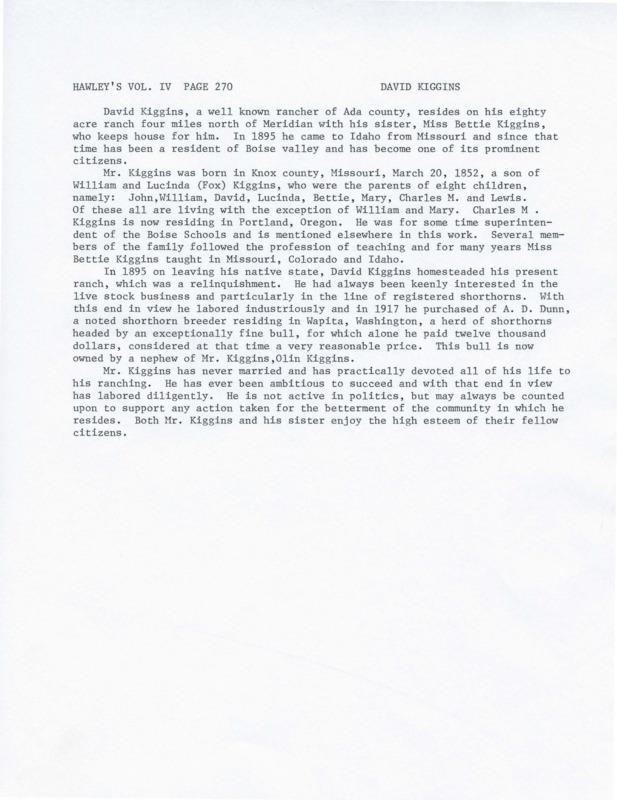 HAWLEY'S VOL. IV  PAGE 270                    DAVID KIGGINS
David Kiggins, a well known rancher of Ada county, resides on his eighty
acre ranch four miles north of Meridian with his sister, Miss Bettie Kiggins,
who keeps house for him.  In 1895 he came to Idaho from Missouri and since that
time has been a resident of Boise valley and has become one of its prominent
citizens.
Mr. Kiggins was born in Knox county, Missouri, March 20, 1852, a son of
William and Lucinda (Fox) Kiggins, who were the parents of eight children,
namely:  John,William, David, Lucinda, Bettie, Mary, Charles M. and Lewis.
Of these all are living with the exception of William and Mary.  Charles M .
Kiggins is now residing in Portland, Oregon.  He was for some time superinten-
dent of the Boise Schools and is mentioned elsewhere in this work.  Several mem-
bers of the family followed the profession of teaching and for many years Miss
Bettie Kiggins taught in Missouri, Colorado and Idaho.
In 1895 on leaving his native state, David Kiggins homesteaded his present
ranch, which was a relinquishment.  He had always been keenly interested in the
live stock business and particularly in the line of registered shorthorns.  With
this end in view he labored industriously and in 1917 he purchased of A. D. Dunn,
a noted shorthorn breeder residing in Wapita, Washington, a herd of shorthorns
headed by an exceptionally fine bull, for which alone he paid twelve thousand
dollars, considered at that time a very reasonable price.  This bull is now
owned by a nephew of Mr. Kiggins,Olin Kiggins.
Mr. Kiggins has never married and has practically devoted all of his life to
his ranching.  He has ever been ambitious to succeed and with that end in view
has labored diligently.  He is not active in politics, but may always be counted
upon to support any action taken for the betterment of the community in which he
resides.  Both Mr. Kiggins and his sister enjoy the high esteem of their fellow
citizens.